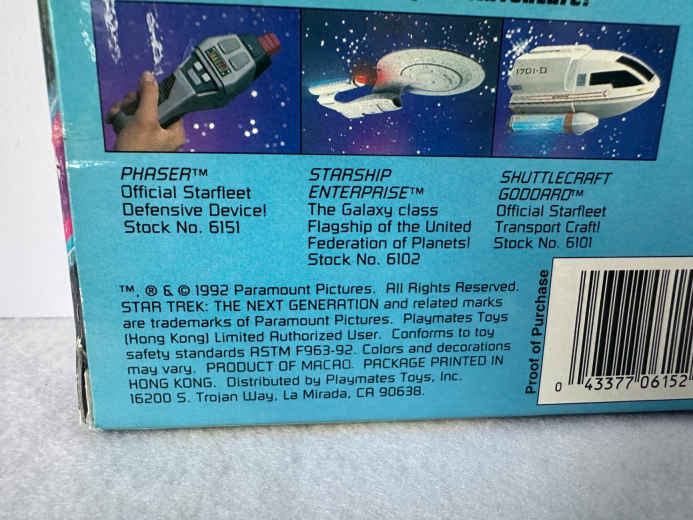 1701-D
PHASER™
Official Starfleet
Defensive Device!
Stock No. 6151
STARSHIP
ENTERPRISE™
The Galaxy class
Flagship of the United
Federation of Planets!
Stock No. 6102
SHUTTLECRAFT
GODDARD™
Official Starfleet
Transport Craft!
Stock No. 6101
™, ® & © 1992 Paramount Pictures. All Rights Reserved.
STAR TREK: THE NEXT GENERATION and related marks
are trademarks of Paramount Pictures. Playmates Toys
(Hong Kong) Limited Authorized User. Conforms to toy
safety standards ASTM F963-92. Colors and decorations
may vary. PRODUCT OF MACAO. PACKAGE PRINTED IN
HONG KONG. Distributed by Playmates Toys, Inc.
16200 S. Trojan Way, La Mirada, CA 90638.
Proof of Purchase
0 43377 06152